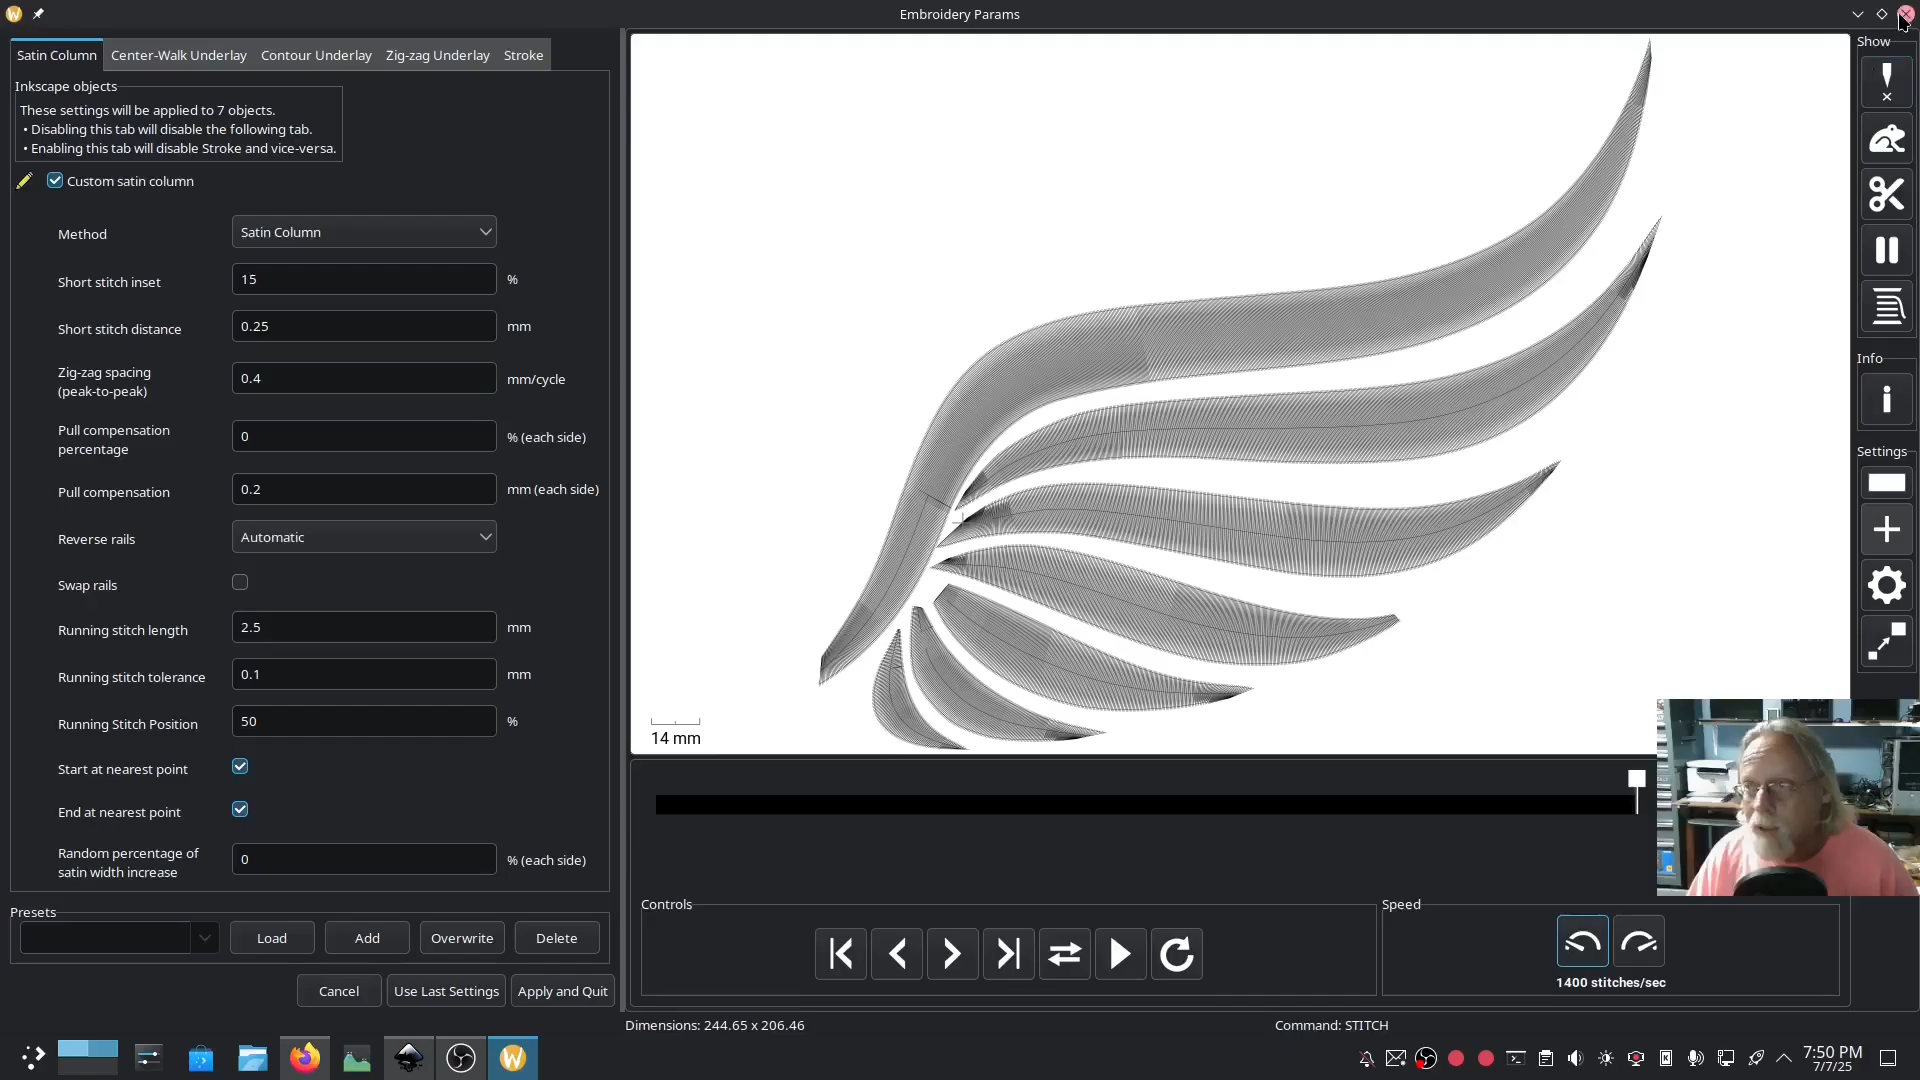 Embroidery Params
Satin Column
Center-Walk Underlay
Contour Underlay
Zig-zag Underlay
Stroke
Inkscape objects
These settings will be applied to 7 objects.
• Disabling this tab will disable the following tab.
• Enabling this tab will disable Stroke and vice-versa.
Custom satin column
Method
Satin Column
Short stitch inset
15
%
Short stitch distance
0.25
mm
Zig-zag spacing
(peak-to-peak)
0.4
mm/cycle
Pull compensation
percentage
0
% (each side)
Pull compensation
0.2
mm (each side)
Reverse rails
Automatic
Swap rails
Running stitch length
2.5
mm
Running stitch tolerance
0.1
mm
Running Stitch Position
50
%
Start at nearest point
End at nearest point
Random percentage of
satin width increase
0
% (each side)
Presets
Load
Add
Overwrite
Delete
Cancel
Use Last Settings
Apply and Quit
14 mm
Show
Info
Settings
Controls
Speed
1400 stitches/sec
Dimensions: 244.65 x 206.46
Command: STITCH
7:50 PM
7/7/25